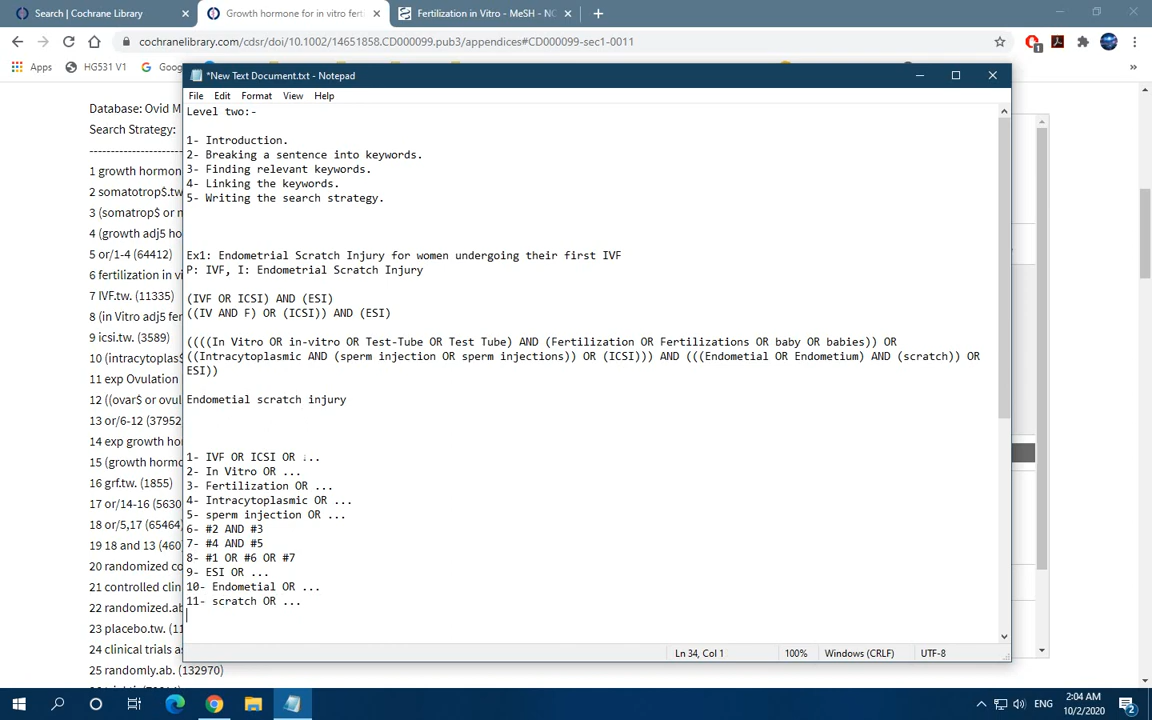 Search | Cochrane Library
Growth hormone for in vitro fert
Fertilization in Vitro - MeSH - NC
cochranelibrary.com/cdsr/doi/10.1002/14651858.CD000099.pub3/appendices#CD000099-sec1-0011
1
Apps
HG531 V1
Goog
»
*New Text Document.txt - Notepad
File Edit Format View Help
Level two:-
1- Introduction.
2- Breaking a sentence into keywords.
3- Finding relevant keywords.
4- Linking the keywords.
5- Writing the search strategy.
Ex1: Endometrial Scratch Injury for women undergoing their first IVF
P: IVF, I: Endometrial Scratch Injury
(IVF OR ICSI) AND (ESI)
((IV AND F) OR (ICSI)) AND (ESI)
((((In Vitro OR in-vitro OR Test-Tube OR Test Tube) AND (Fertilization OR Fertilizations OR baby OR babies)) OR
((Intracytoplasmic AND (sperm injection OR sperm injections)) OR (ICSI))) AND (((Endometial OR Endometium) AND (scratch)) OR
ESI))
Endometial scratch injury
1- IVF OR ICSI OR ...
2- In Vitro OR ...
3- Fertilization OR ...
4- Intracytoplasmic OR ...
5- sperm injection OR ...
6- #2 AND #3
7- #4 AND #5
8- #1 OR #6 OR #7
9- ESI OR ...
10- Endometial OR ...
11- scratch OR ...
Ln 34, Col 1 100% Windows (CRLF) UTF-8
Database: Ovid M
Search Strategy:
1 growth hormon
2 somatotrop$.tw
3 (somatrop$ or n
4 (growth adj5 ho
5 or/1-4 (64412)
6 fertilization in vi
7 IVF.tw. (11335)
8 (in Vitro adj5 fer
9 icsi.tw. (3589)
10 (intracytoplas$
11 exp Ovulation
12 ((ovar$ or ovul
13 or/6-12 (37952
14 exp growth ho
15 (growth hormo
16 grf.tw. (1855)
17 or/14-16 (5630
18 or/5,17 (65464
19 18 and 13 (460
20 randomized co
21 controlled clin
22 randomized.ab
23 placebo.tw. (11
24 clinical trials as
25 randomly.ab. (132970)
ENG
2:04 AM
10/2/2020
2